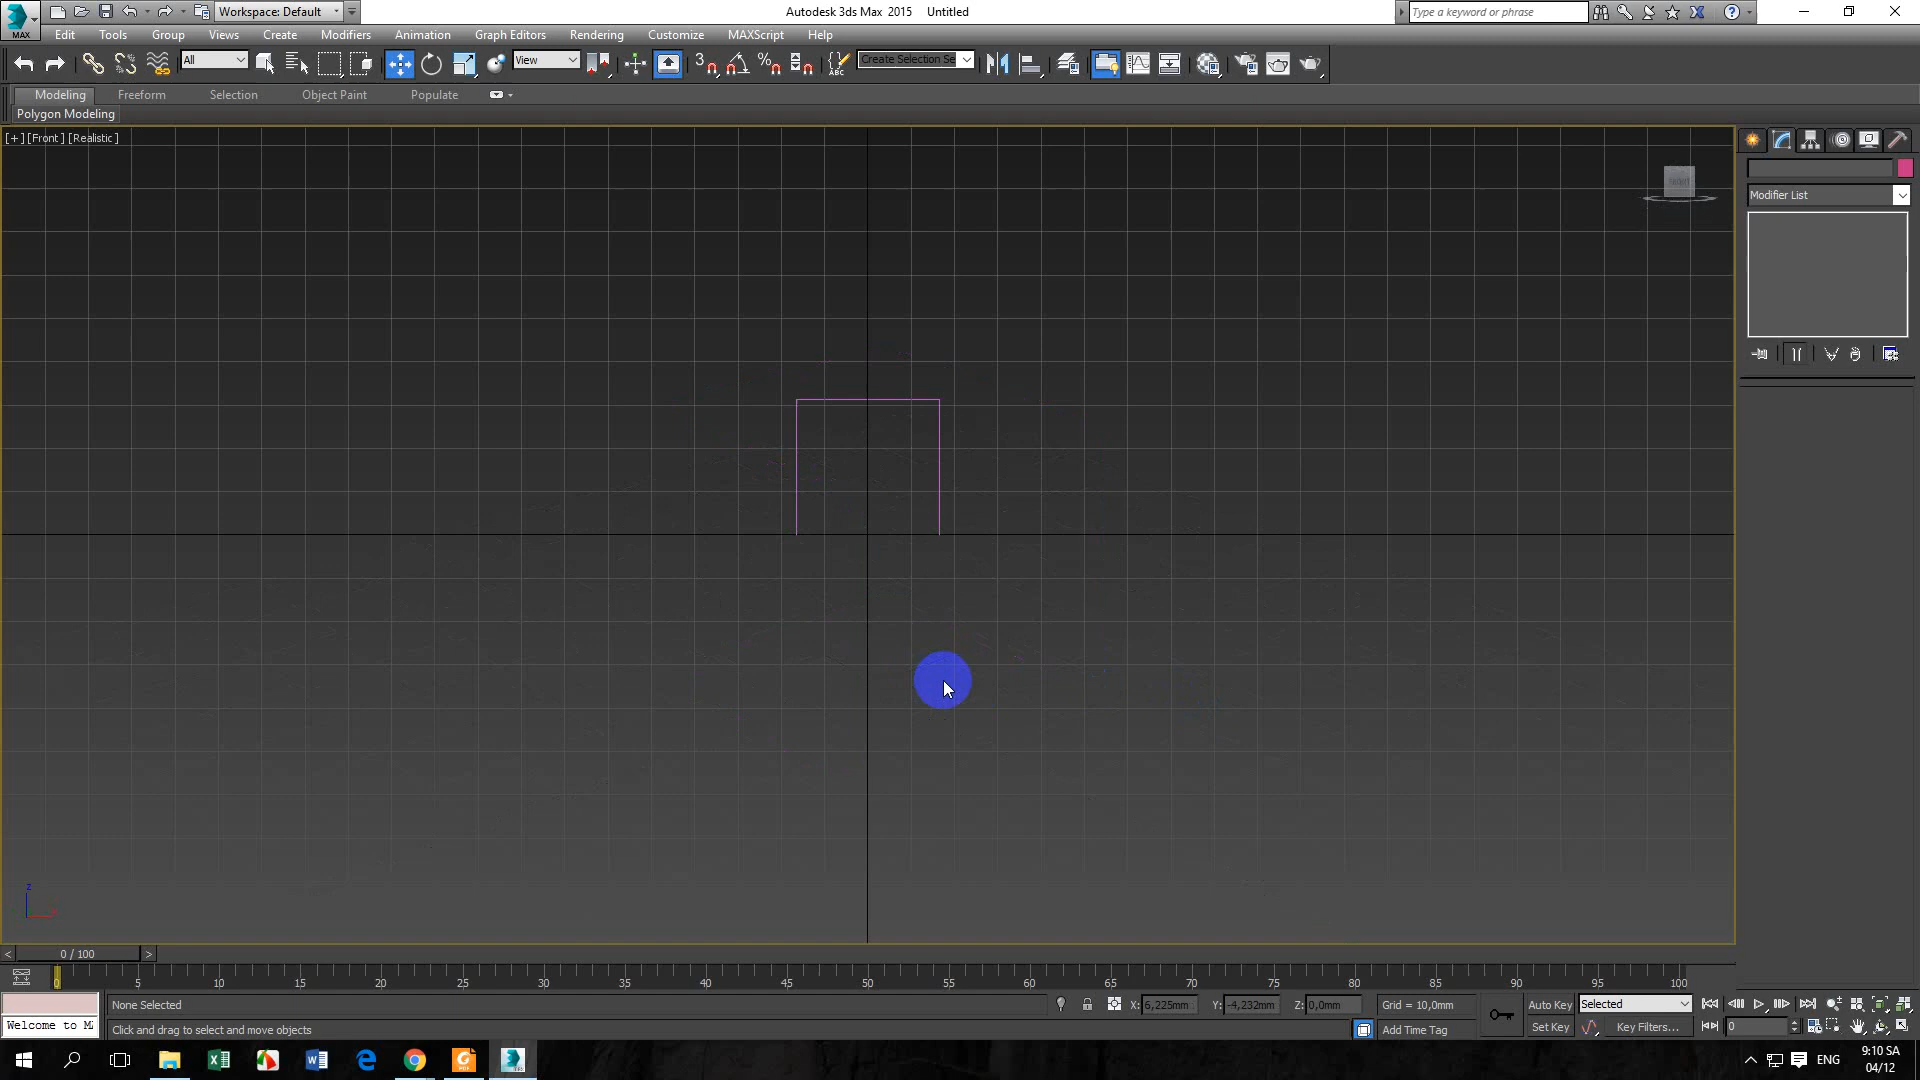 Workspace: Default
Autodesk 3ds Max 2015 Untitled
Type a keyword or phrase
MAX
Edit Tools Group Views Create Modifiers Animation Graph Editors Rendering Customize MAXScript Help
All
View
3
%
ABC
Create Selection Se
Modeling Freeform Selection Object Paint Populate
Polygon Modeling
[+] [Front] [Realistic]
Modifier List
z
< 0 / 100 >
0 5 10 15 20 25 30 35 40 45 50 55 60 65 70 75 80 85 90 95 100
None Selected
X: 6,225mm Y: -4,232mm Z: 0,0mm Grid = 10,0mm
Auto Key Selected
Welcome to M
Click and drag to select and move objects
Add Time Tag
Set Key Key Filters... 0
ENG
9:10 SA
04/12